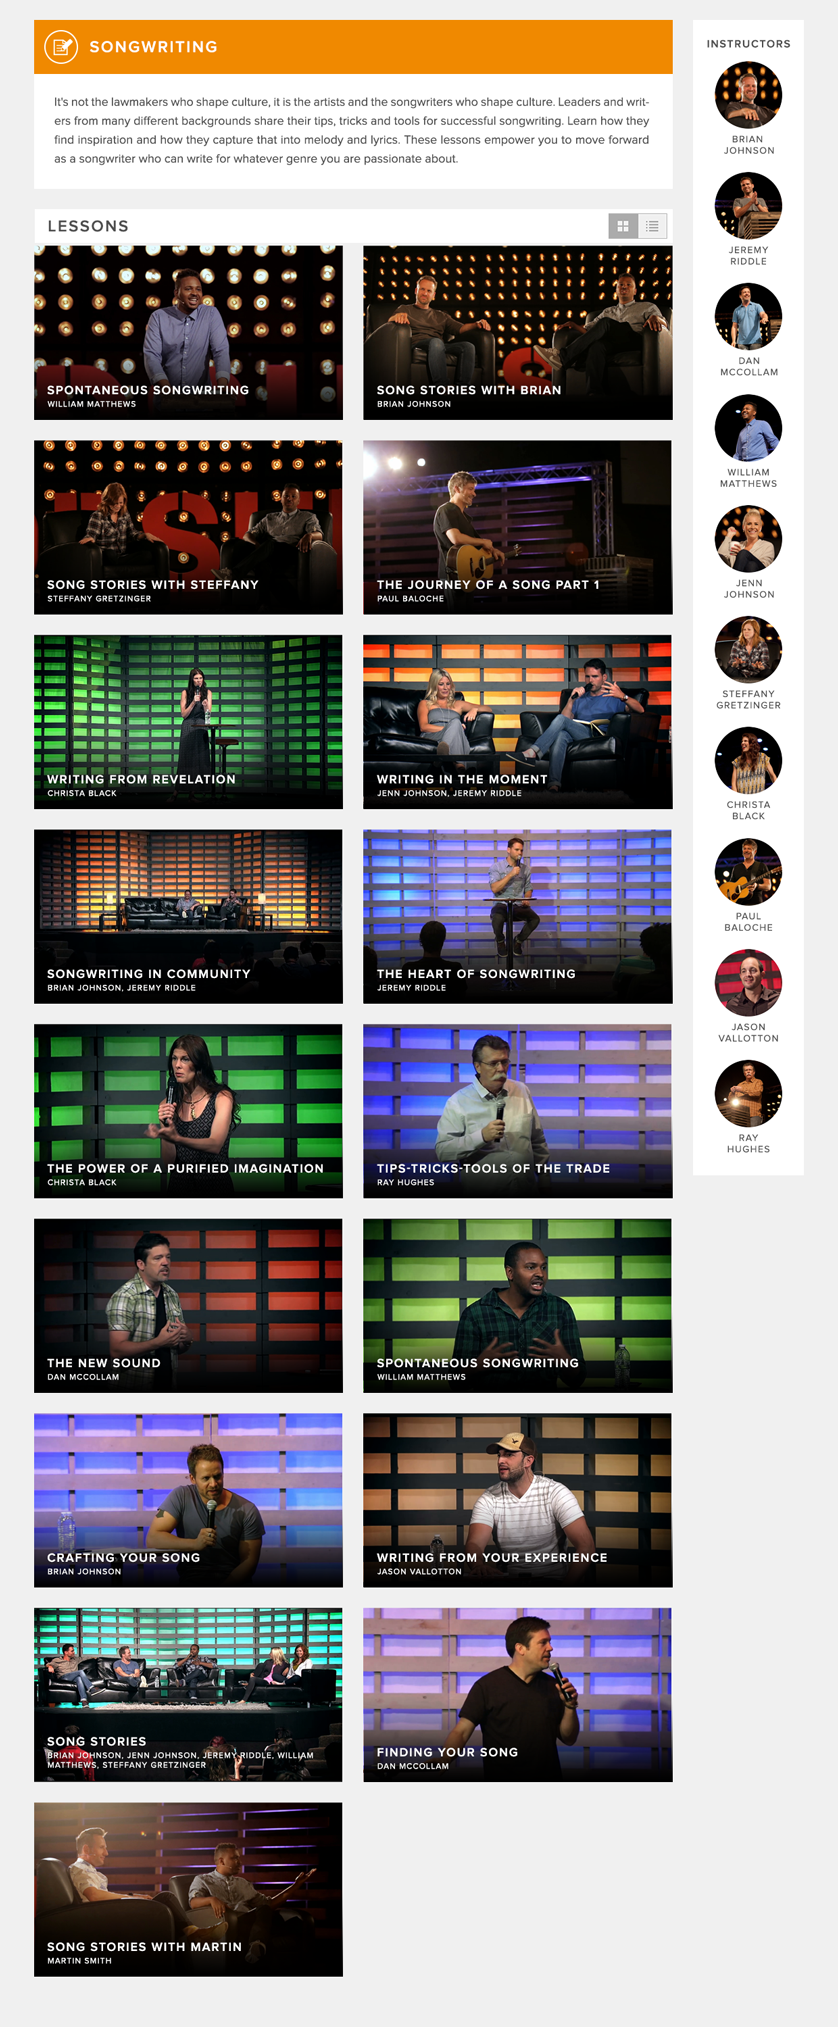 SONGWRITING
It's not the lawmakers who shape culture, it is the artists and the songwriters who shape culture. Leaders and writ-
ers from many different backgrounds share their tips, tricks and tools for successful songwriting. Learn how they
find inspiration and how they capture that into melody and lyrics. These lessons empower you to move forward
as a songwriter who can write for whatever genre you are passionate about.
LESSONS
SPONTANEOUS SONGWRITING
WILLIAM MATTHEWS
SONG STORIES WITH BRIAN
BRIAN JOHNSON
SONG STORIES WITH STEFFANY
STEFFANY GRETZINGER
THE JOURNEY OF A SONG PART 1
PAUL BALOCHE
WRITING FROM REVELATION
CHRISTA BLACK
WRITING IN THE MOMENT
JENN JOHNSON, JEREMY RIDDLE
SONGWRITING IN COMMUNITY
BRIAN JOHNSON, JEREMY RIDDLE
THE HEART OF SONGWRITING
JEREMY RIDDLE
THE POWER OF A PURIFIED IMAGINATION
CHRISTA BLACK
TIPS-TRICKS-TOOLS OF THE TRADE
RAY HUGHES
THE NEW SOUND
DAN MCCOLLAM
SPONTANEOUS SONGWRITING
WILLIAM MATTHEWS
CRAFTING YOUR SONG
BRIAN JOHNSON
WRITING FROM YOUR EXPERIENCE
JASON VALLOTTON
SONG STORIES
BRIAN JOHNSON, JENN JOHNSON, JEREMY RIDDLE, WILLIAM
MATTHEWS, STEFFANY GRETZINGER
FINDING YOUR SONG
DAN MCCOLLAM
SONG STORIES WITH MARTIN
MARTIN SMITH
INSTRUCTORS
BRIAN
JOHNSON
JEREMY
RIDDLE
DAN
MCCOLLAM
WILLIAM
MATTHEWS
JENN
JOHNSON
STEFFANY
GRETZINGER
CHRISTA
BLACK
PAUL
BALOCHE
JASON
VALLOTTON
RAY
HUGHES